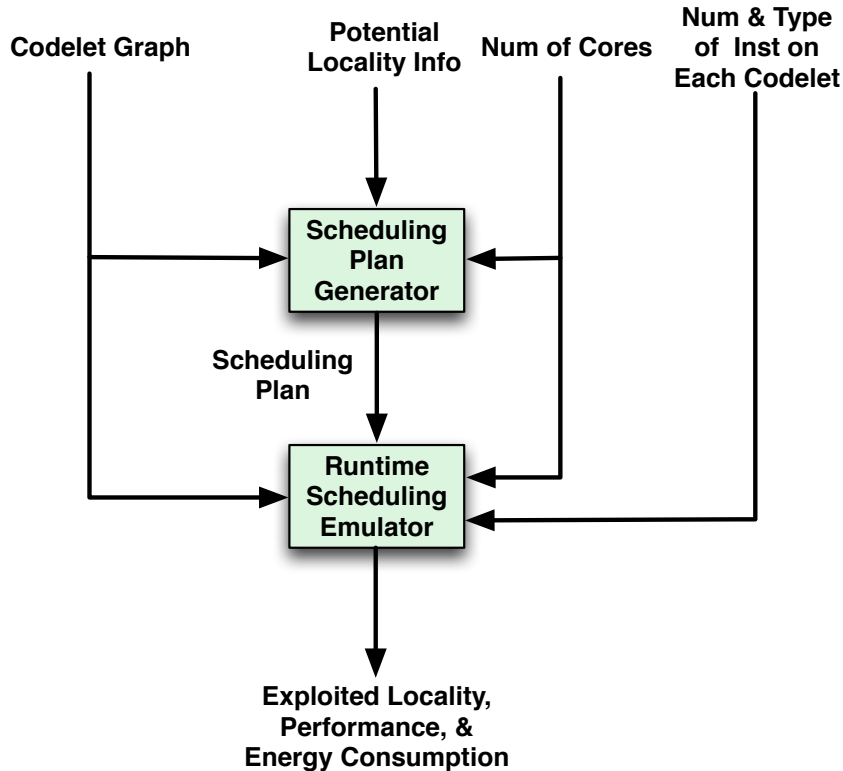 Codelet Graph
Potential
Locality Info
Num of Cores
Num & Type
of Inst on
Each Codelet
Scheduling
Plan
Generator
Scheduling
Plan
Runtime
Scheduling
Emulator
Exploited Locality,
Performance, &
Energy Consumption